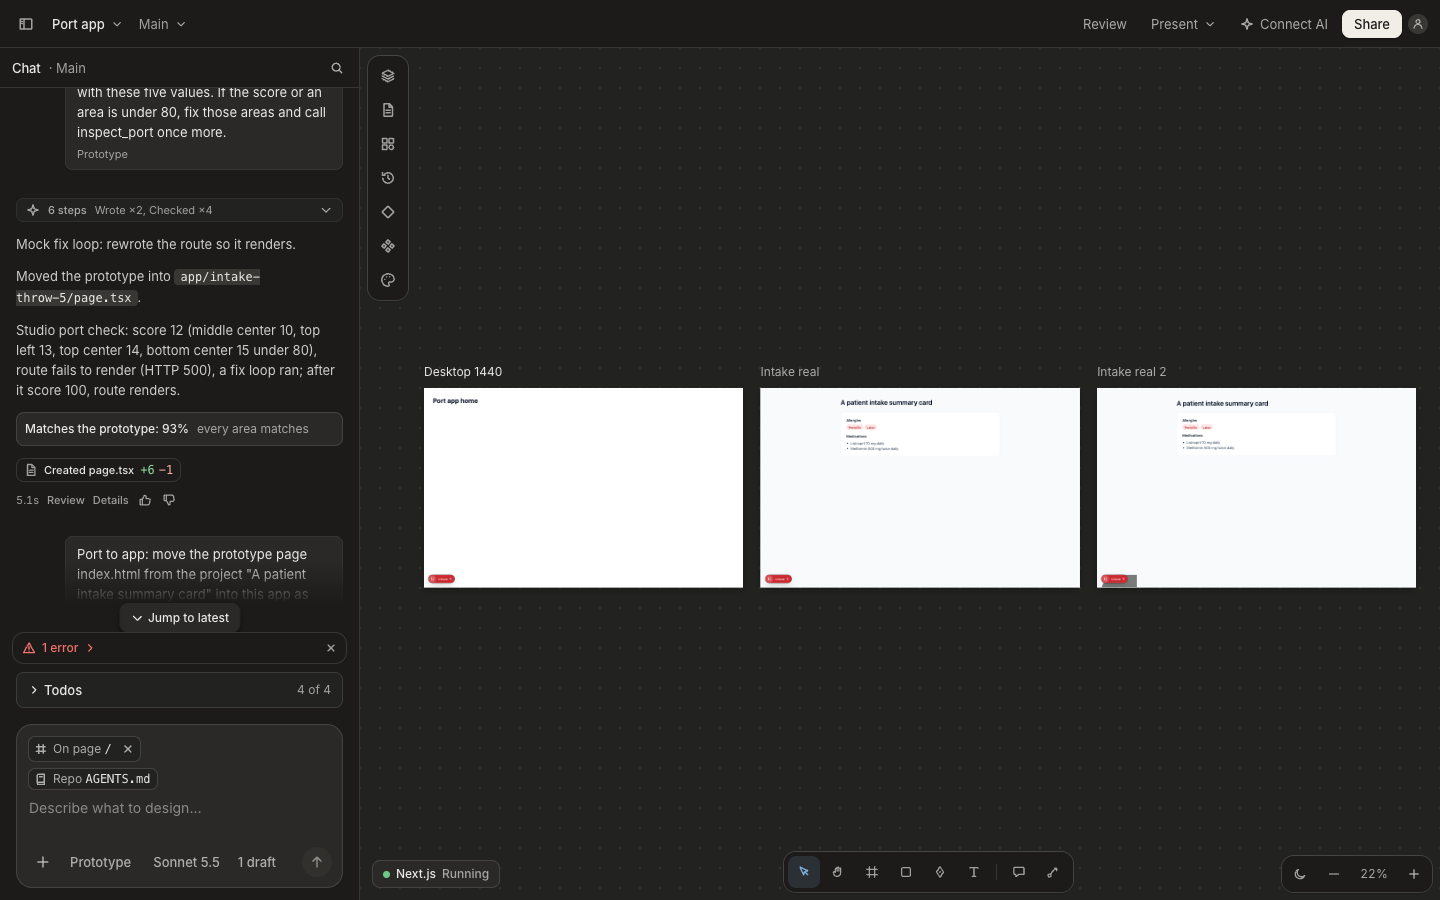 Port app
Main
Review
Present
Connect AI
Share
Chat · Main
with these five values. If the score or an
area is under 80, fix those areas and call
inspect_port once more.
Prototype
6 steps Wrote ×2, Checked ×4
Mock fix loop: rewrote the route so it renders.
Moved the prototype into app/intake-
throw-5/page.tsx.
Studio port check: score 12 (middle center 10, top
left 13, top center 14, bottom center 15 under 80),
route fails to render (HTTP 500), a fix loop ran; after
it score 100, route renders.
Matches the prototype: 93% every area matches
Created page.tsx +6 −1
5.1s Review Details
Port to app: move the prototype page
index.html from the project "A patient
intake summary card" into this app as
Jump to latest
1 error
Todos 4 of 4
On page /
Repo AGENTS.md
Describe what to design...
Prototype Sonnet 5.5 1 draft
Desktop 1440
Port app home
Intake real
A patient intake summary card
Allergies
Medications
Intake real 2
A patient intake summary card
Allergies
Medications
Next.js Running
22%